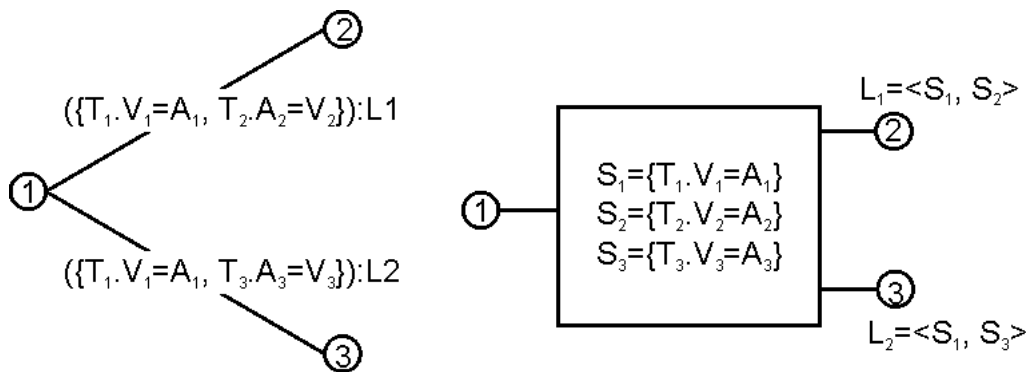 2
({T₁.V₁=A₁, T₂.A₂=V₂}):L1
1
({T₁.V₁=A₁, T₃.A₃=V₃}):L2
3
L₁=<S₁, S₂>
2
S₁={T₁.V₁=A₁}
1
S₂={T₂.V₂=A₂}
S₃={T₃.V₃=A₃}
3
L₂=<S₁, S₃>